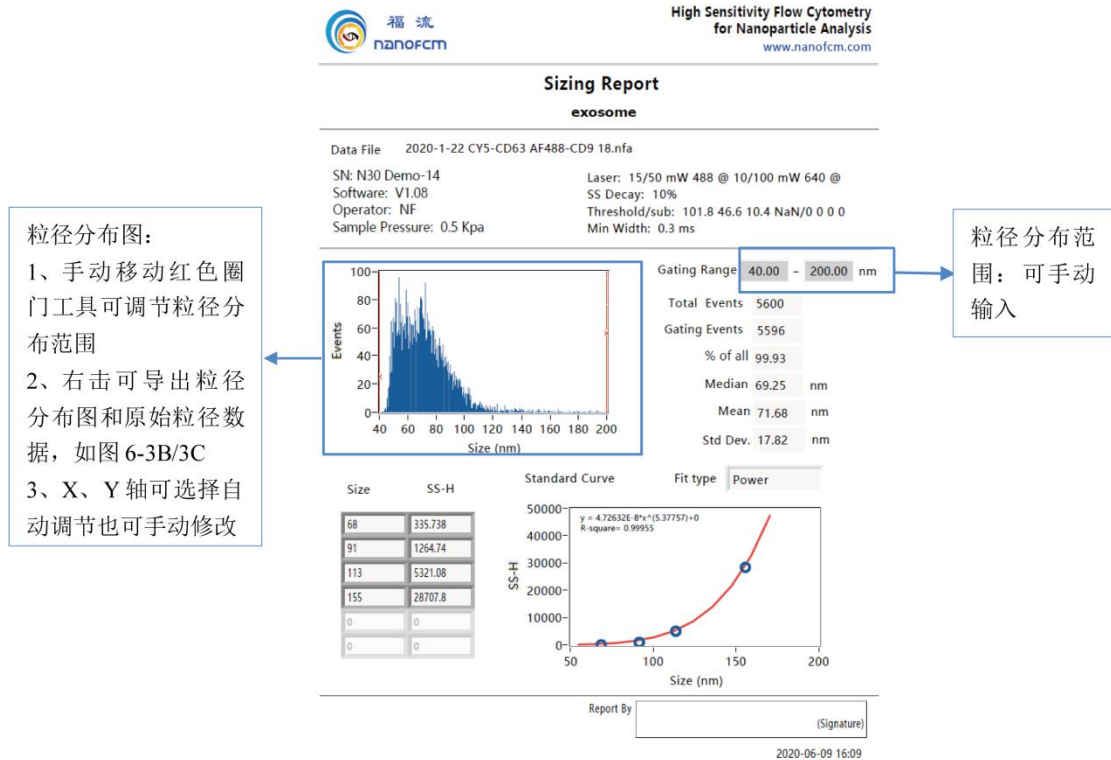 福 流
nanoFCM
High Sensitivity Flow Cytometry
for Nanoparticle Analysis
www.nanofcm.com
Sizing Report
exosome
Data File 2020-1-22 CY5-CD63 AF488-CD9 18.nfa
SN: N30 Demo-14
Software: V1.08
Operator: NF
Sample Pressure: 0.5 Kpa
Laser: 15/50 mW 488 @ 10/100 mW 640 @
SS Decay: 10%
Threshold/sub: 101.8 46.6 10.4 NaN/0 0 0 0
Min Width: 0.3 ms
粒径分布图：
1、手动移动红色圈
门工具可调节粒径分
布范围
2、右击可导出粒径
分布图和原始粒径数
据，如图 6-3B/3C
3、X、Y 轴可选择自
动调节也可手动修改
100
80
60
40
20
0
Events
40 60 80 100 120 140 160 180 200
Size (nm)
Gating Range 40.00 - 200.00 nm
Total Events 5600
Gating Events 5596
% of all 99.93
Median 69.25 nm
Mean 71.68 nm
Std Dev. 17.82 nm
粒径分布范
围：可手动
输入
Size SS-H
68 335.738
91 1264.74
113 5321.08
155 28707.8
0 0
0 0
Standard Curve Fit type Power
y = 4.72632E-8*x^(5.37757)+0
R-square= 0.99955
50000
40000
30000
20000
10000
0
SS-H
50 100 150 200
Size (nm)
Report By
(Signature)
2020-06-09 16:09